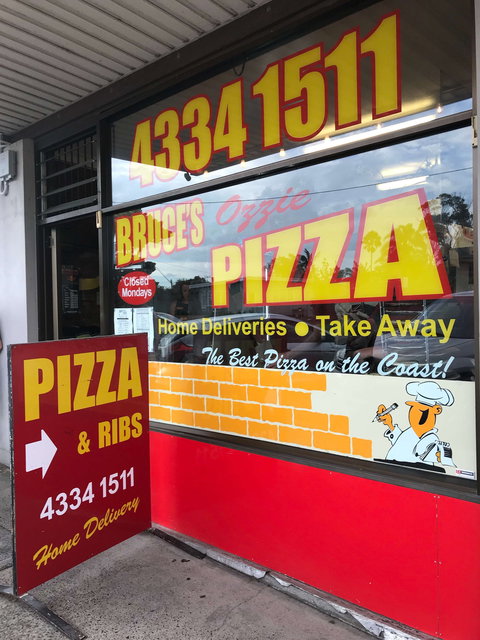 4334 1511
BRUCE'S Ozzie
PIZZA
Closed
Mondays
Home Deliveries ● Take Away
The Best Pizza on the Coast!
PIZZA
& RIBS
4334 1511
Home Delivery